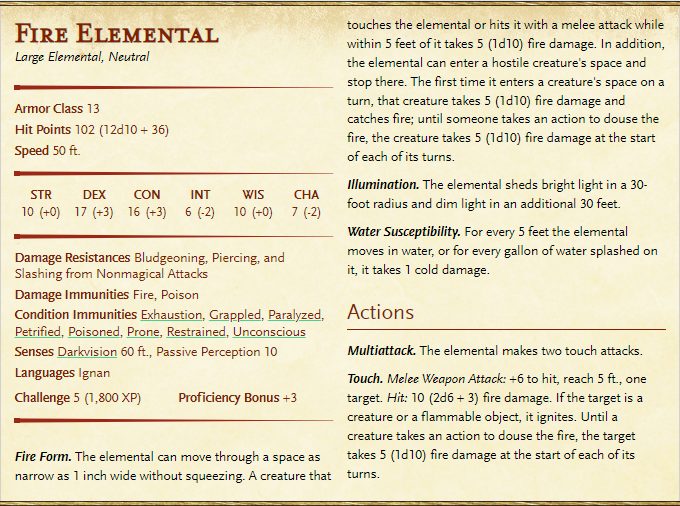 Fire Elemental
Large Elemental, Neutral
Armor Class 13
Hit Points 102 (12d10 + 36)
Speed 50 ft.
STR DEX CON INT WIS CHA
10 (+0) 17 (+3) 16 (+3) 6 (-2) 10 (+0) 7 (-2)
Damage Resistances Bludgeoning, Piercing, and
Slashing from Nonmagical Attacks
Damage Immunities Fire, Poison
Condition Immunities Exhaustion, Grappled, Paralyzed,
Petrified, Poisoned, Prone, Restrained, Unconscious
Senses Darkvision 60 ft., Passive Perception 10
Languages Ignan
Challenge 5 (1,800 XP) Proficiency Bonus +3
Fire Form. The elemental can move through a space as
narrow as 1 inch wide without squeezing. A creature that
touches the elemental or hits it with a melee attack while
within 5 feet of it takes 5 (1d10) fire damage. In addition,
the elemental can enter a hostile creature's space and
stop there. The first time it enters a creature's space on a
turn, that creature takes 5 (1d10) fire damage and
catches fire; until someone takes an action to douse the
fire, the creature takes 5 (1d10) fire damage at the start
of each of its turns.
Illumination. The elemental sheds bright light in a 30-
foot radius and dim light in an additional 30 feet.
Water Susceptibility. For every 5 feet the elemental
moves in water, or for every gallon of water splashed on
it, it takes 1 cold damage.
Actions
Multiattack. The elemental makes two touch attacks.
Touch. Melee Weapon Attack: +6 to hit, reach 5 ft., one
target. Hit: 10 (2d6 + 3) fire damage. If the target is a
creature or a flammable object, it ignites. Until a
creature takes an action to douse the fire, the target
takes 5 (1d10) fire damage at the start of each of its
turns.